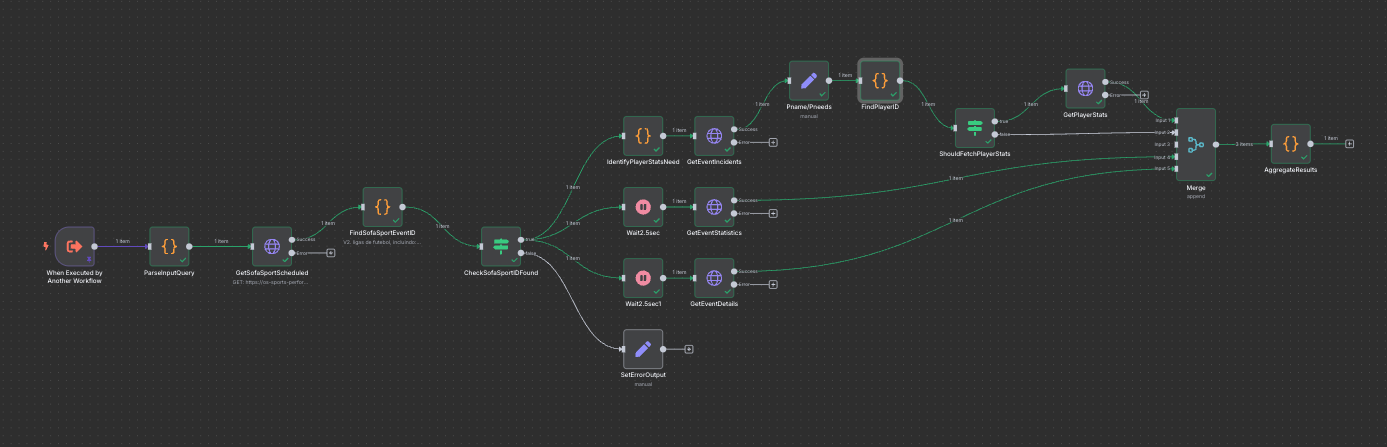 1 item
Pname/Pneeds
manual
FindPlayerID
1 item
1 item
ShouldFetchPlayerStats
true
false
1 item
GetPlayerStats
Success
Error
1 item
Input 1
Input 2
Input 3
Input 4
Input 5
Merge
append
3 items
AggregateResults
1 item
IdentifyPlayerStatsNeed
1 item
GetEventIncidents
Success
Error
1 item
Wait2.5sec
1 item
GetEventStatistics
Success
Error
1 item
1 item
Wait2.5sec1
1 item
GetEventDetails
Success
Error
1 item
1 item
When Executed by
Another Workflow
1 item
ParseInputQuery
1 item
GetSofaSportScheduled
GET: https://os-sports-perfor...
Success
Error
1 item
FindSofaSportEventID
V2. ligas de futebol, incluindo...
1 item
CheckSofaSportIDFound
true
false
SetErrorOutput
manual